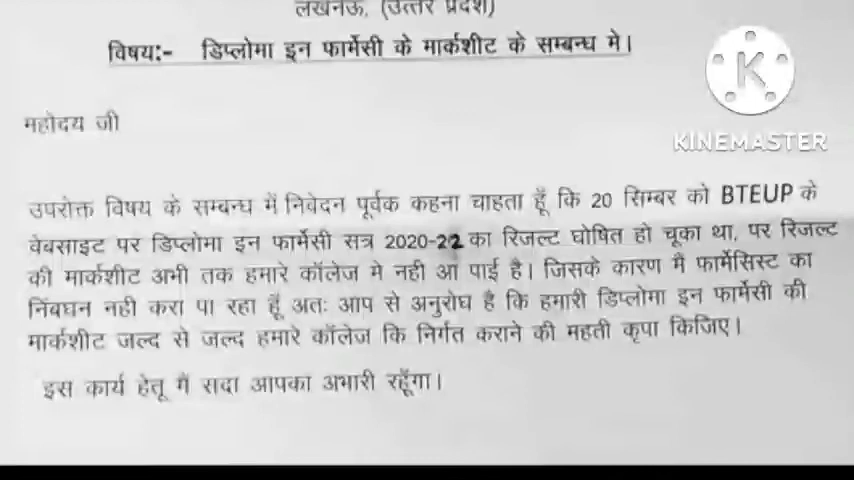 लखनऊ, (उत्तर प्रदेश)
विषय:- डिप्लोमा इन फार्मेसी के मार्कशीट के सम्बन्ध मे।
KINEMASTER
महोदय जी
उपरोक्त विषय के सम्बन्ध में निवेदन पूर्वक कहना चाहता हूँ कि 20 सिम्बर को BTEUP के
वेबसाइट पर डिप्लोमा इन फार्मेसी सत्र 2020-22 का रिजल्ट घोषित हो चूका था, पर रिजल्ट
की मार्कशीट अभी तक हमारे कॉलेज मे नही आ पाई है। जिसके कारण मै फार्मेसिस्ट का
निंबघन नही करा पा रहा हूँ अतः आप से अनुरोध है कि हमारी डिप्लोमा इन फार्मेसी की
मार्कशीट जल्द से जल्द हमारे कॉलेज कि निर्गत कराने की महती कृपा किजिए।
इस कार्य हेतू मैं सदा आपका अभारी रहूँगा।